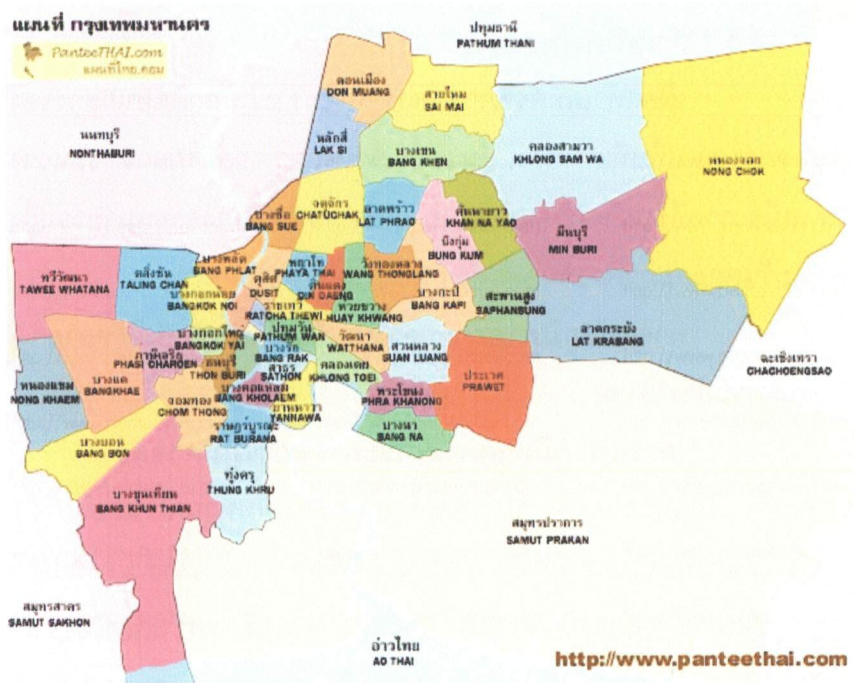 แผนที่ กรุงเทพมหานคร
PanteeTHAI.com
แผนที่ไทย.คอม
ปทุมธานี
PATHUM THANI
ดอนเมือง
DON MUANG
สายไหม
SAI MAI
นนทบุรี
NONTHABURI
หลักสี่
LAK SI
บางเขน
BANG KHEN
คลองสามวา
KHLONG SAM WA
หนองจอก
NONG CHOK
บางซื่อ
BANG SUE
จตุจักร
CHATUCHAK
ลาดพร้าว
LAT PHRAO
คันนายาว
KHAN NA YAO
บึงกุ่ม
BUNG KUM
มีนบุรี
MIN BURI
ทวีวัฒนา
TAWEE WHATANA
ตลิ่งชัน
TALING CHAN
บางพลัด
BANG PHLAT
ดุสิต
DUSIT
พญาไท
PHAYA THAI
ดินแดง
DIN DAENG
วังทองหลาง
WANG THONGLANG
บางกะปิ
BANG KAPI
สะพานสูง
SAPHANSUNG
บางกอกน้อย
BANGKOK NOI
ราชเทวี
RATCHA THEWI
ห้วยขวาง
HUAY KHWANG
ลาดกระบัง
LAT KRABANG
บางกอกใหญ่
BANGKOK YAI
ปทุมวัน
PATHUM WAN
วัฒนา
WATTHANA
สวนหลวง
SUAN LUANG
ฉะเชิงเทรา
CHACHOENGSAO
ภาษีเจริญ
PHASI CHAROEN
บางรัก
BANG RAK
ธนบุรี
THON BURI
สาธร
SATHON
คลองเตย
KHLONG TOEI
ประเวศ
PRAWET
หนองแขม
NONG KHAEM
บางแค
BANGKHAE
บางคอแหลม
BANG KHOLAEM
พระโขนง
PHRA KHANONG
จอมทอง
CHOM THONG
ยานนาวา
YANNAWA
ราษฎร์บูรณะ
RAT BURANA
บางนา
BANG NA
บางบอน
BANG BON
ทุ่งครุ
THUNG KHRU
บางขุนเทียน
BANG KHUN THIAN
สมุทรปราการ
SAMUT PRAKAN
สมุทรสาคร
SAMUT SAKHON
อ่าวไทย
AO THAI
http://www.panteethai.com